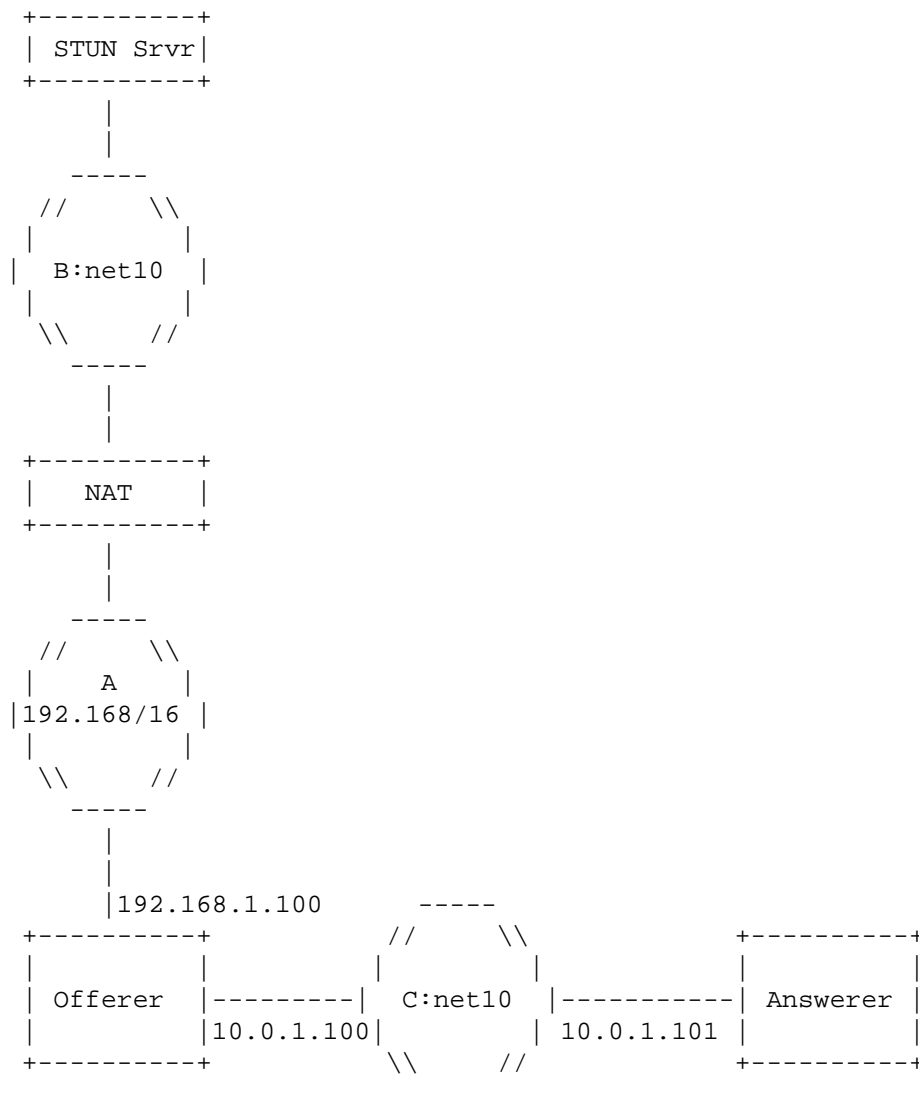 STUN Srvr
B:net10
NAT
A
192.168/16
192.168.1.100
Offerer C:net10 Answerer
10.0.1.100 10.0.1.101